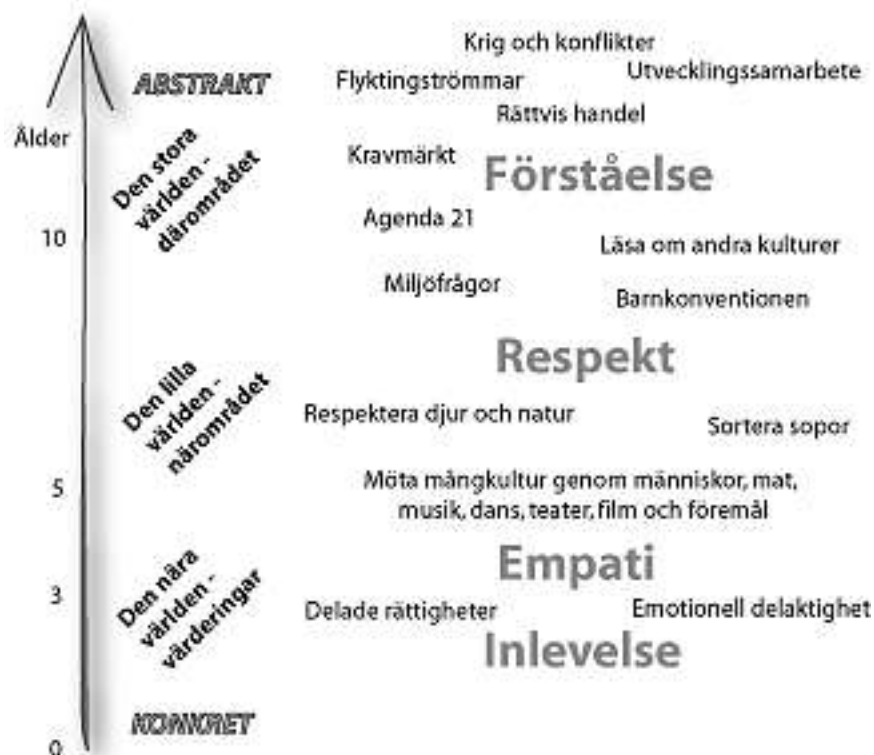 Krig och konflikter
ABSTRAKT
Flyktingströmmar
Utvecklingssamarbete
Rättvis handel
Ålder
Den stora
världen -
därområdet
Kravmärkt
Förståelse
Agenda 21
10
Läsa om andra kulturer
Miljöfrågor
Barnkonventionen
Respekt
Den lilla
världen -
närområdet
Respektera djur och natur
Sortera sopor
5
Möta mångkultur genom människor, mat,
musik, dans, teater, film och föremål
Empati
Den nära
världen -
värderingar
3
Delade rättigheter
Emotionell delaktighet
Inlevelse
KONKRET
0